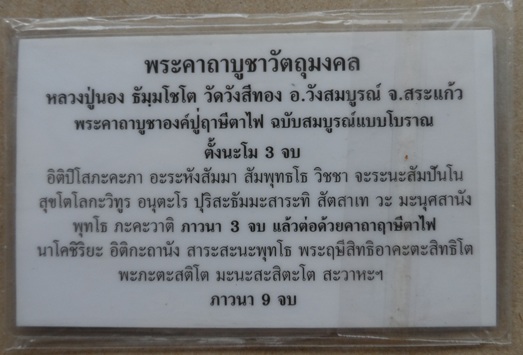 พระคาถาบูชาวัตถุมงคล
หลวงปู่นอง ธัมฺมโชโต วัดวังสีทอง อ.วังสมบูรณ์ จ.สระแก้ว
พระคาถาบูชาองค์ปู่ฤาษีตาไฟ ฉบับสมบูรณ์แบบโบราณ
ตั้งนะโม 3 จบ
อิติปิโสภะคะภา อะระหังสัมมา สัมพุทธโธ วิชชา จะระนะสัมปันโน
สุขโตโลกะวิทูร อนุตะโร ปุริสะธัมมะสาระทิ สัตสาเท วะ มะนุศสานัง
พุทโธ ภะคะวาติ ภาวนา 3 จบ แล้วต่อด้วยคาถาฤาษีตาไฟ
นาโคชิริยะ อิติกะถานัง สาระสะนะพุทโธ พระฤษีสิทธิอาคะตะสิทธิโต
พะภะตะสติโต มะนะสะสิตะโต สะวาหะฯ
ภาวนา 9 จบ